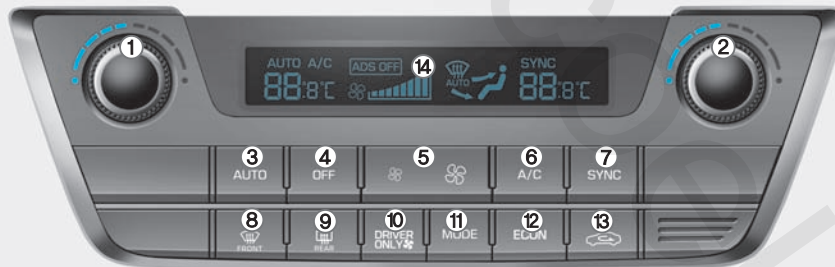 ① ②
AUTO A/C ADS OFF ⑭ SYNC
88:8°C AUTO 88:8°C
③ ④ ⑤ ⑥ ⑦
AUTO OFF A/C SYNC
⑧ ⑨ ⑩ ⑪ ⑫ ⑬
FRONT REAR DRIVER ONLY MODE ECON